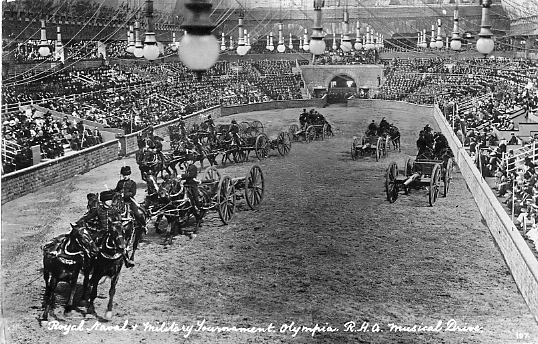 Royal Naval & Military Tournament Olympia. R.H.A. Musical Drive.
197